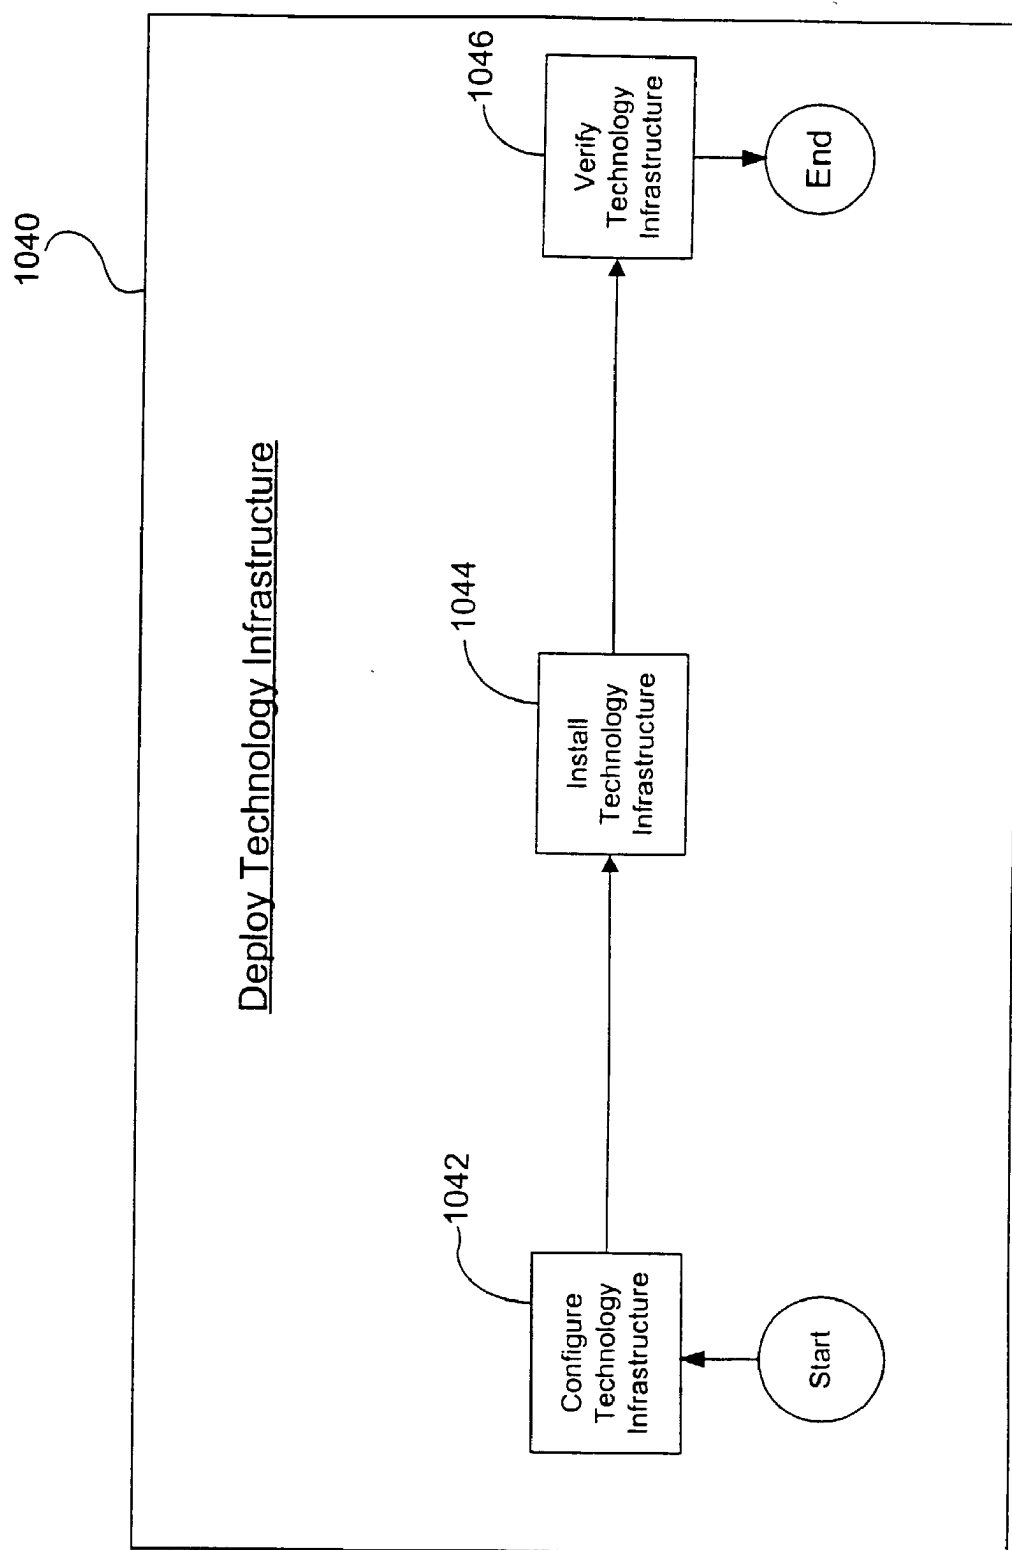 1040
Deploy Technology Infrastructure
1042
Configure
Technology
Infrastructure
1044
Install
Technology
Infrastructure
1046
Verify
Technology
Infrastructure
Start
End